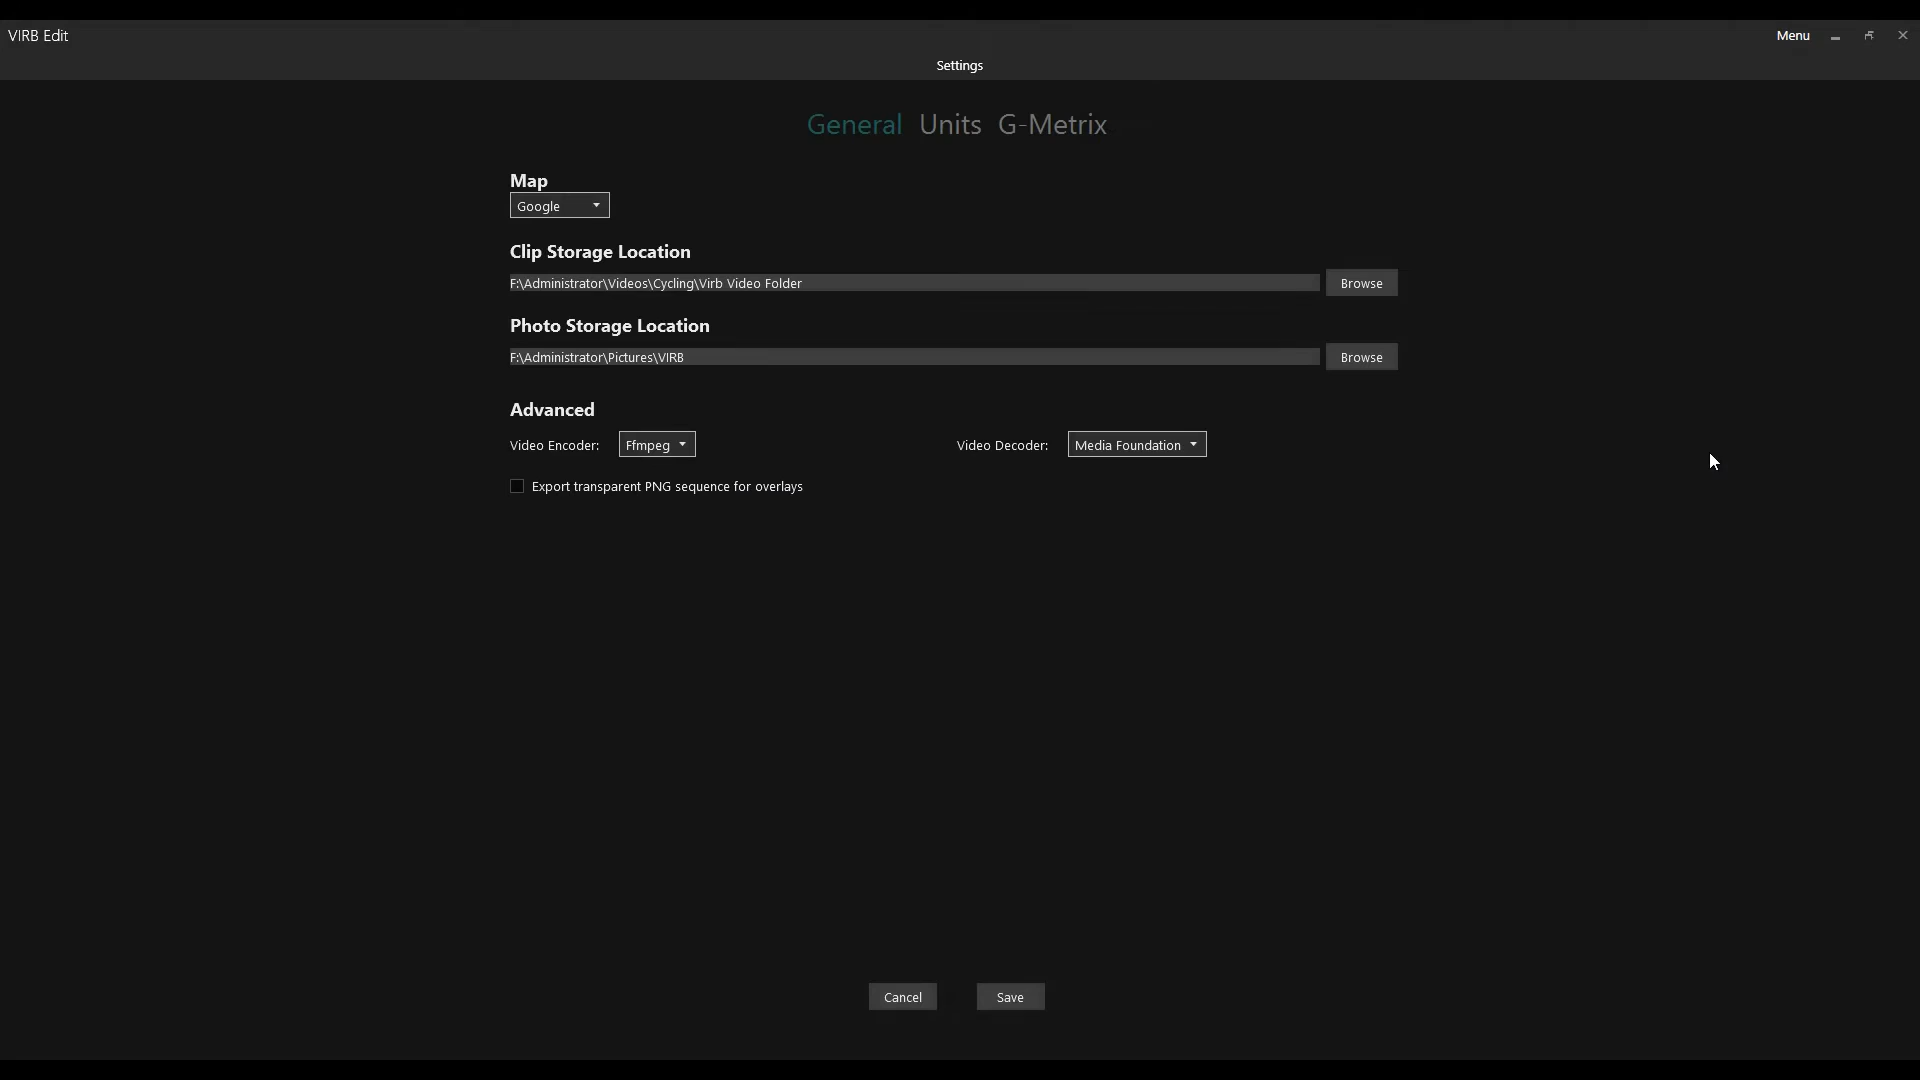 VIRB Edit
Menu
Settings
General Units G-Metrix
Map
Google
Clip Storage Location
F:\Administrator\Videos\Cycling\Virb Video Folder
Browse
Photo Storage Location
F:\Administrator\Pictures\VIRB
Browse
Advanced
Video Encoder: Ffmpeg
Video Decoder: Media Foundation
Export transparent PNG sequence for overlays
Cancel
Save